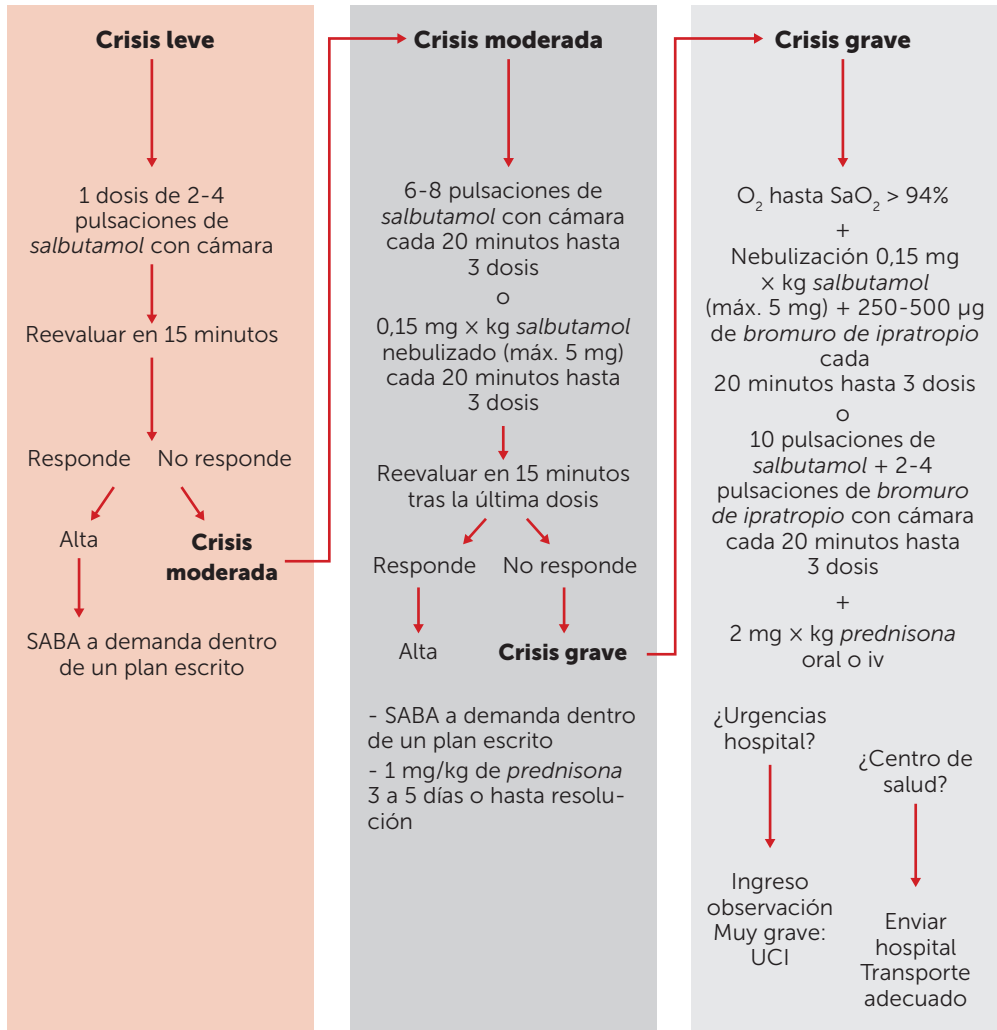 Crisis leve
1 dosis de 2-4
pulsaciones de
salbutamol con cámara
Reevaluar en 15 minutos
Responde
No responde
Alta
Crisis
moderada
SABA a demanda dentro
de un plan escrito
Crisis moderada
6-8 pulsaciones de
salbutamol con cámara
cada 20 minutos hasta
3 dosis
o
0,15 mg × kg salbutamol
nebulizado (máx. 5 mg)
cada 20 minutos hasta
3 dosis
Reevaluar en 15 minutos
tras la última dosis
Responde
No responde
Alta
Crisis grave
- SABA a demanda dentro
de un plan escrito
- 1 mg/kg de prednisona
3 a 5 días o hasta resolu-
ción
Crisis grave
O₂ hasta SaO₂ > 94%
+
Nebulización 0,15 mg
× kg salbutamol
(máx. 5 mg) + 250-500 µg
de bromuro de ipratropio
cada
20 minutos hasta 3 dosis
o
10 pulsaciones de
salbutamol + 2-4
pulsaciones de bromuro
de ipratropio con cámara
cada 20 minutos hasta
3 dosis
+
2 mg × kg prednisona
oral o iv
¿Urgencias
hospital?
Ingreso
observación
Muy grave:
UCI
¿Centro de
salud?
Enviar
hospital
Transporte
adecuado